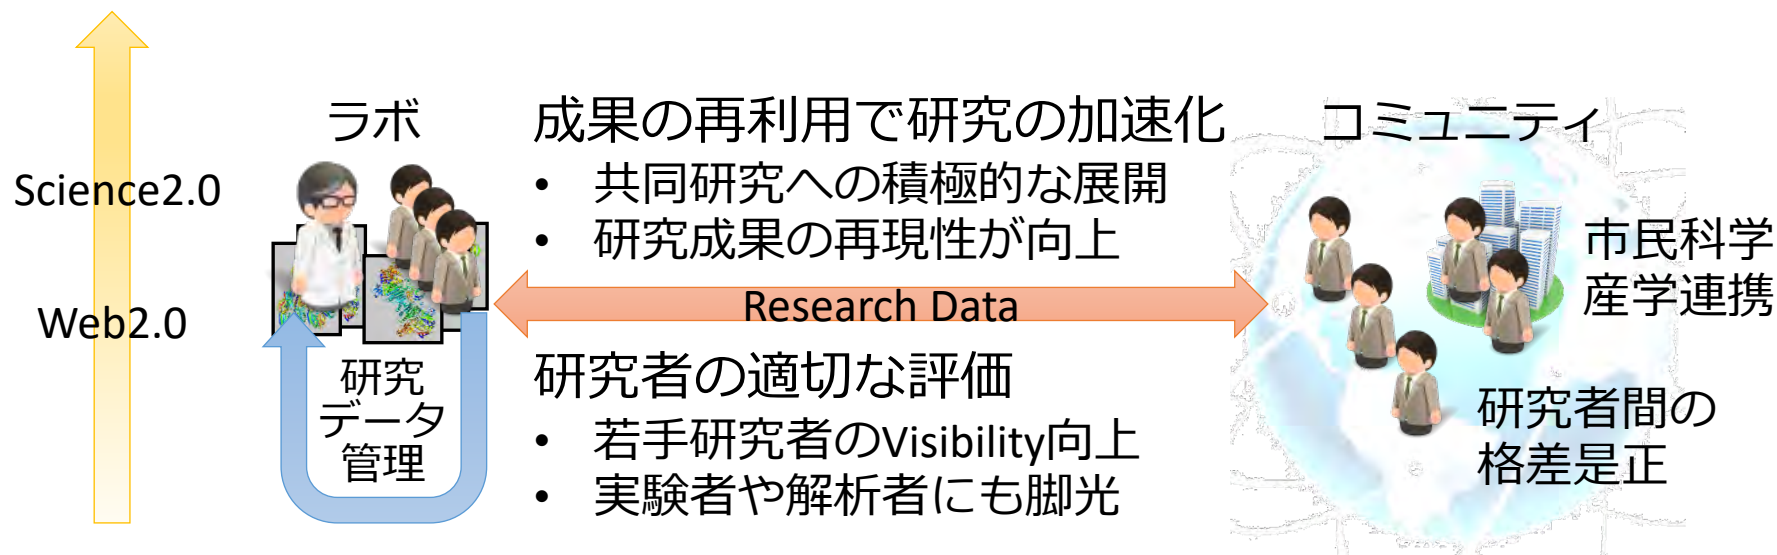 Science2.0
Web2.0
ラボ
研究
データ
管理
成果の再利用で研究の加速化
• 共同研究への積極的な展開
• 研究成果の再現性が向上
Research Data
研究者の適切な評価
• 若手研究者のVisibility向上
• 実験者や解析者にも脚光
コミュニティ
市民科学
産学連携
研究者間の
格差是正